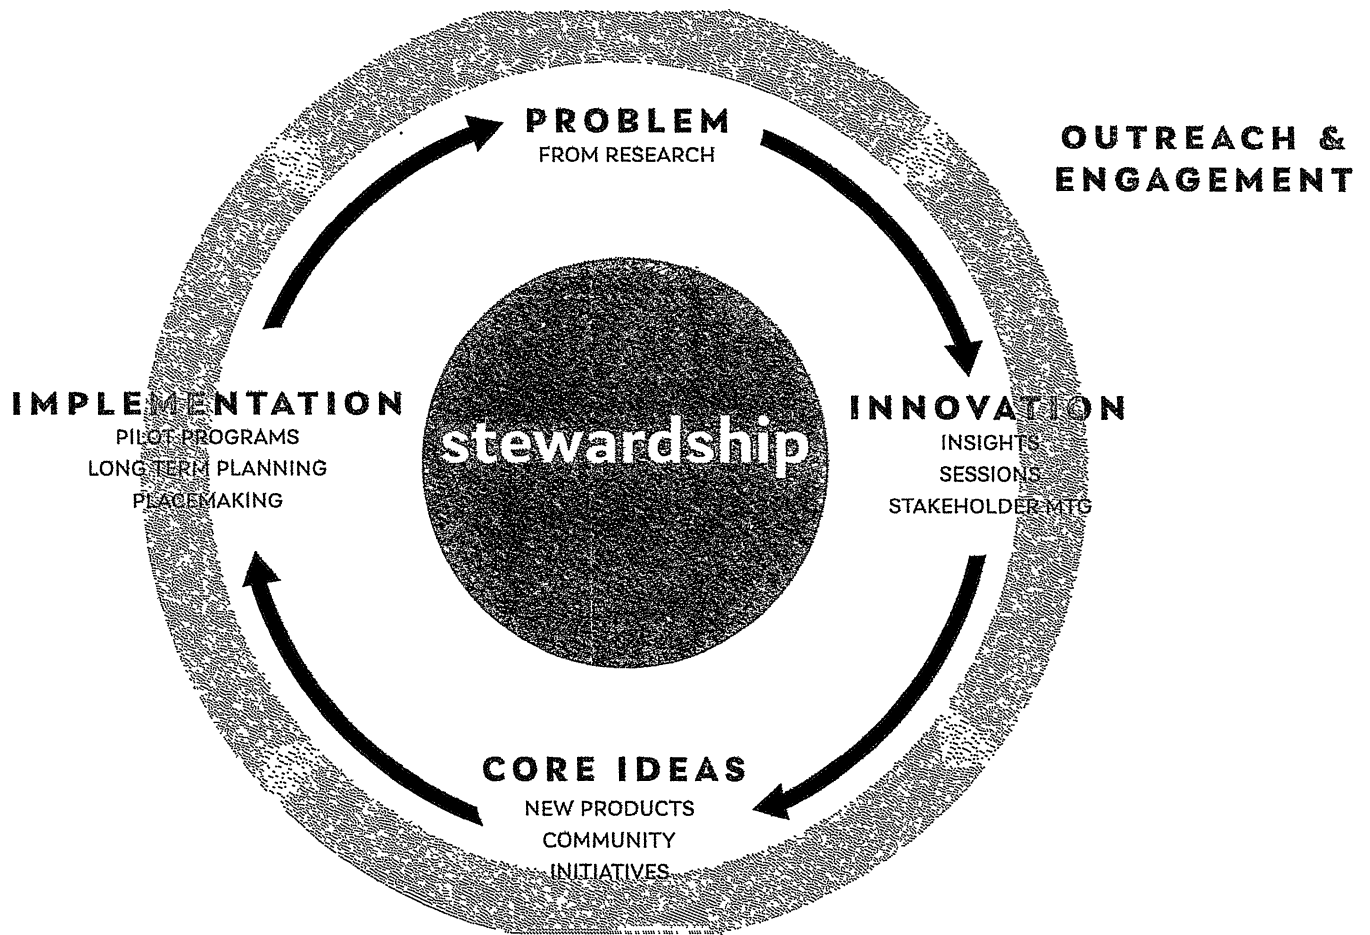 PROBLEM
FROM RESEARCH
OUTREACH &
ENGAGEMENT
IMPLEMENTATION
PILOT PROGRAMS
LONG TERM PLANNING
PLACEMAKING
stewardship
INNOVATION
INSIGHTS
SESSIONS
STAKEHOLDER MTG
CORE IDEAS
NEW PRODUCTS
COMMUNITY
INITIATIVES